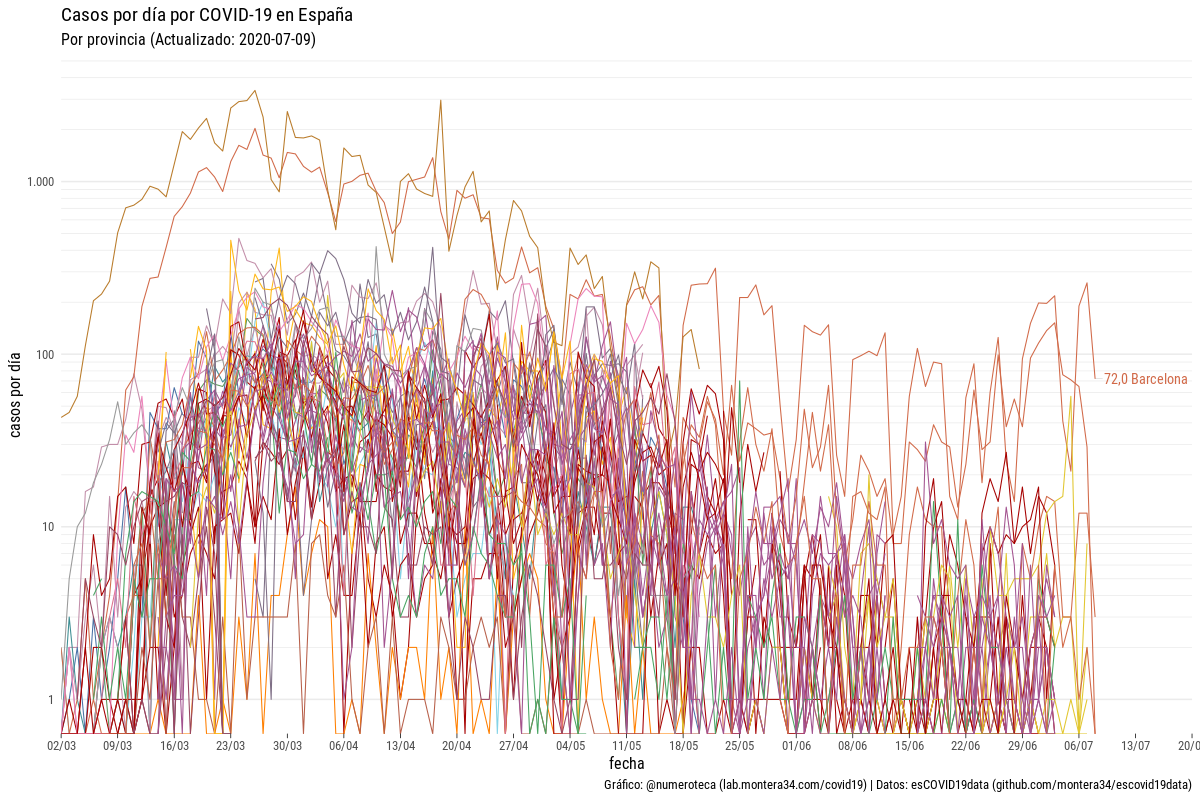 Casos por día por COVID-19 en España
Por provincia (Actualizado: 2020-07-09)
casos por día
1.000
100
10
1
72,0 Barcelona
02/03 09/03 16/03 23/03 30/03 06/04 13/04 20/04 27/04 04/05 11/05 18/05 25/05 01/06 08/06 15/06 22/06 29/06 06/07 13/07 20/0
fecha
Gráfico: @numeroteca (lab.montera34.com/covid19) | Datos: esCOVID19data (github.com/montera34/escovid19data)